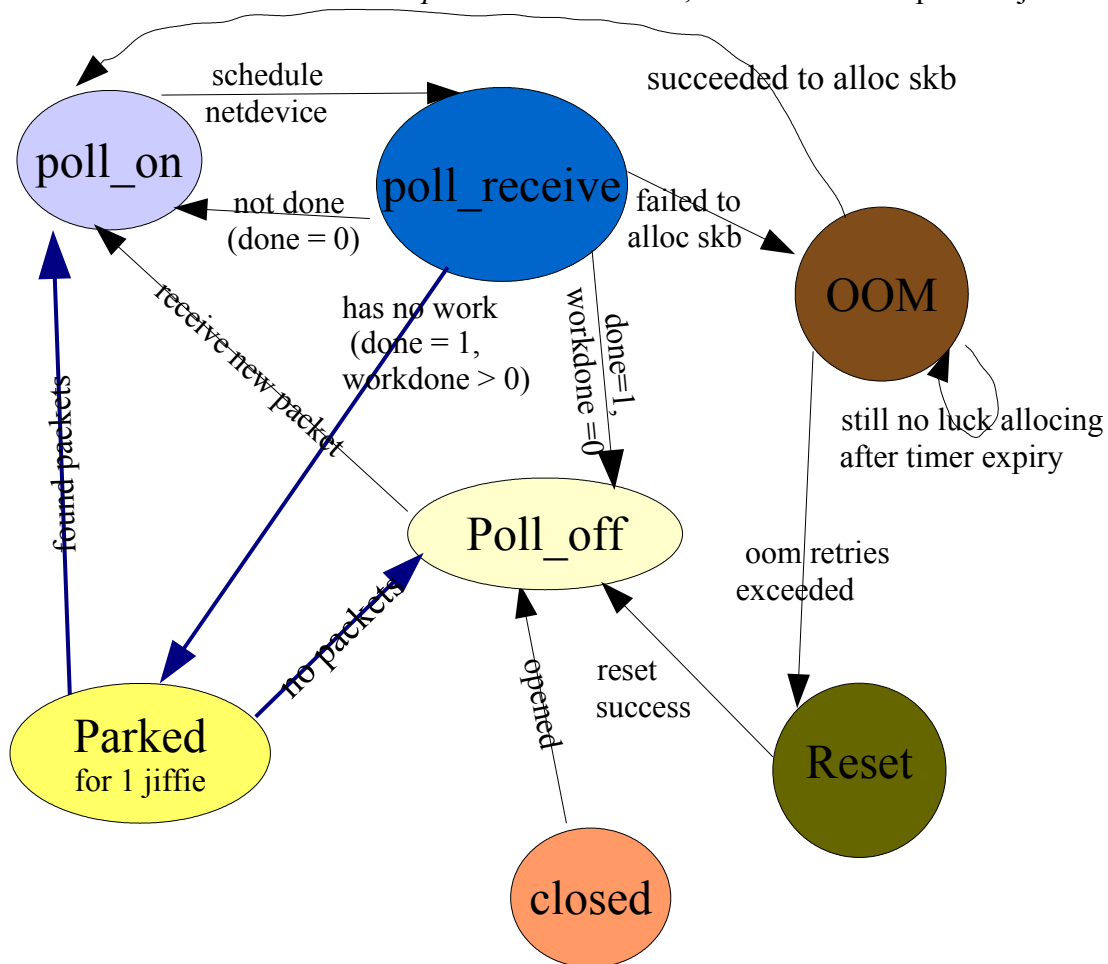 succeeded to alloc skb
schedule
netdevice
poll_on
poll_receive
not done
(done = 0)
failed to
alloc skb
OOM
receive new packet
has no work
(done = 1,
workdone > 0)
done=1,
workdone =0
found packets
still no luck allocing
after timer expiry
Poll_off
oom retries
exceeded
no packets
opened
reset
success
Parked
for 1 jiffie
Reset
closed